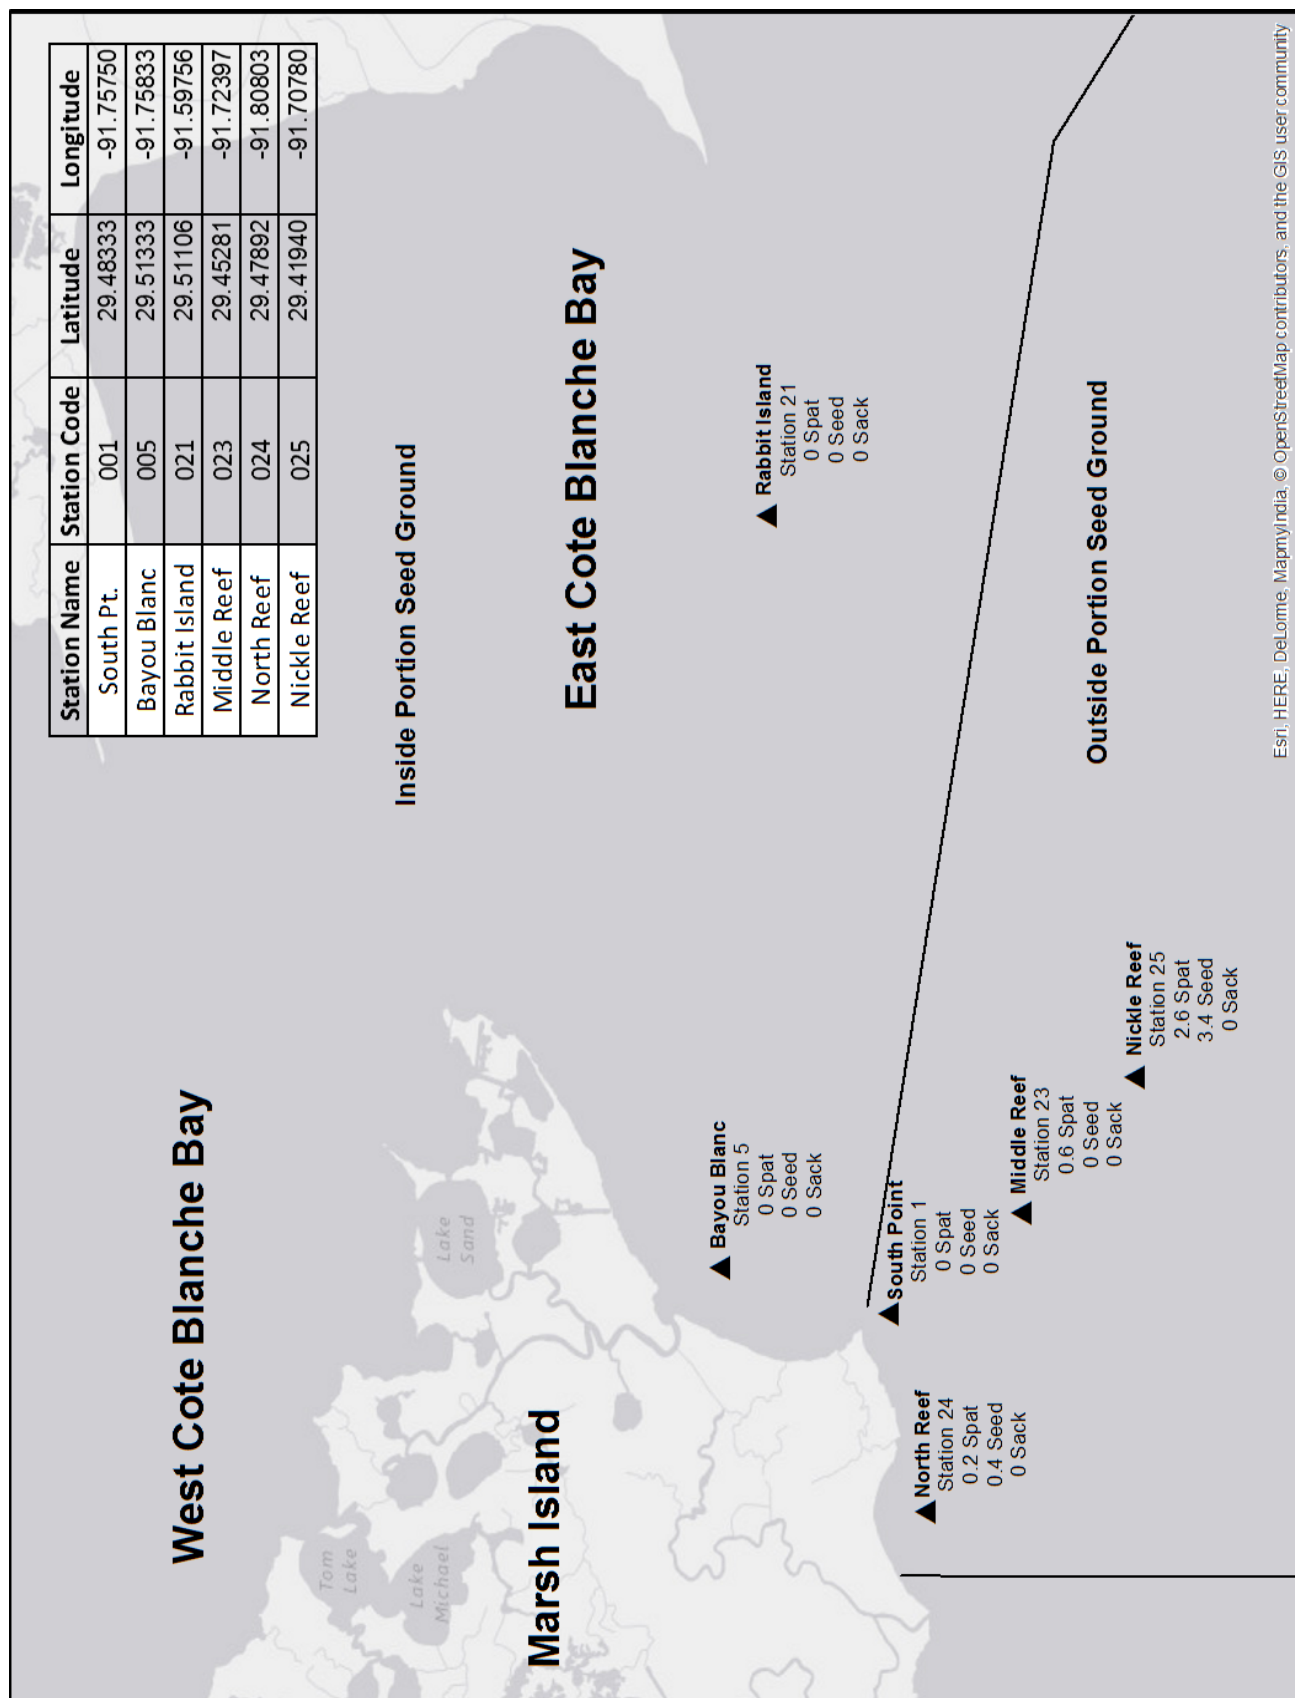 Station Name Station Code Latitude Longitude
South Pt. 001 29.48333 -91.75750
Bayou Blanc 005 29.51333 -91.75833
Rabbit Island 021 29.51106 -91.59756
Middle Reef 023 29.45281 -91.72397
North Reef 024 29.47892 -91.80803
Nickle Reef 025 29.41940 -91.70780
West Cote Blanche Bay
Inside Portion Seed Ground
East Cote Blanche Bay
Tom
Lake
Lake
Michael
Lake
Sand
Marsh Island
Bayou Blanc
Station 5
0 Spat
0 Seed
0 Sack
Rabbit Island
Station 21
0 Spat
0 Seed
0 Sack
South Point
Station 1
0 Spat
0 Seed
0 Sack
North Reef
Station 24
0.2 Spat
0.4 Seed
0 Sack
Middle Reef
Station 23
0.6 Spat
0 Seed
0 Sack
Nickle Reef
Station 25
2.6 Spat
3.4 Seed
0 Sack
Outside Portion Seed Ground
Esri, HERE, DeLorme, MapmyIndia, © OpenStreetMap contributors, and the GIS user community